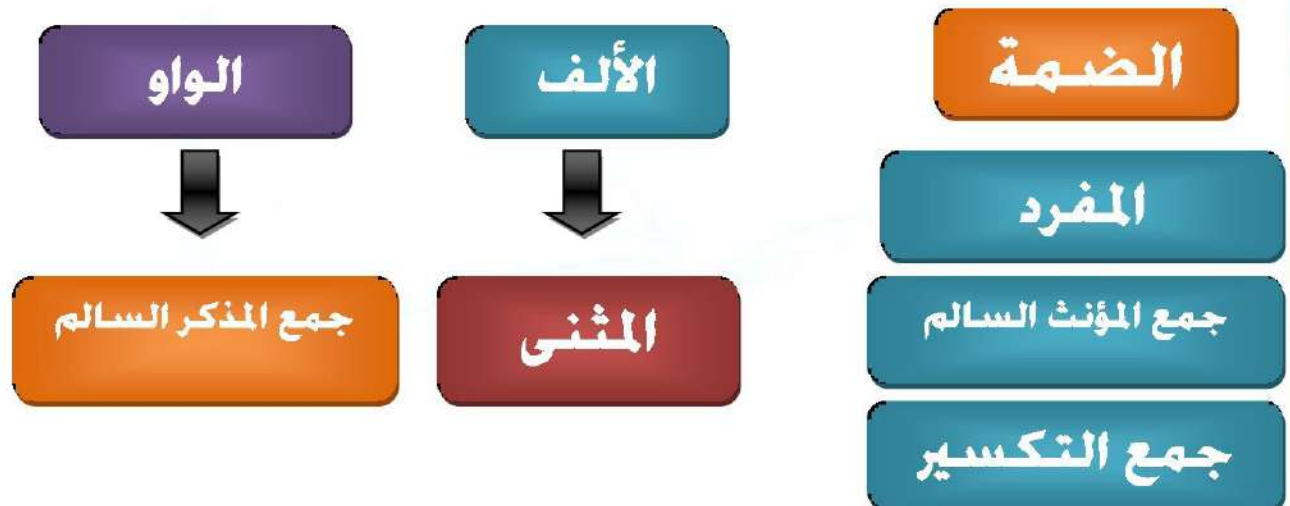 الضمة
الألف
الواو
المفرد
جمع المؤنث السالم
المثنى
جمع المذكر السالم
جمع التكسير